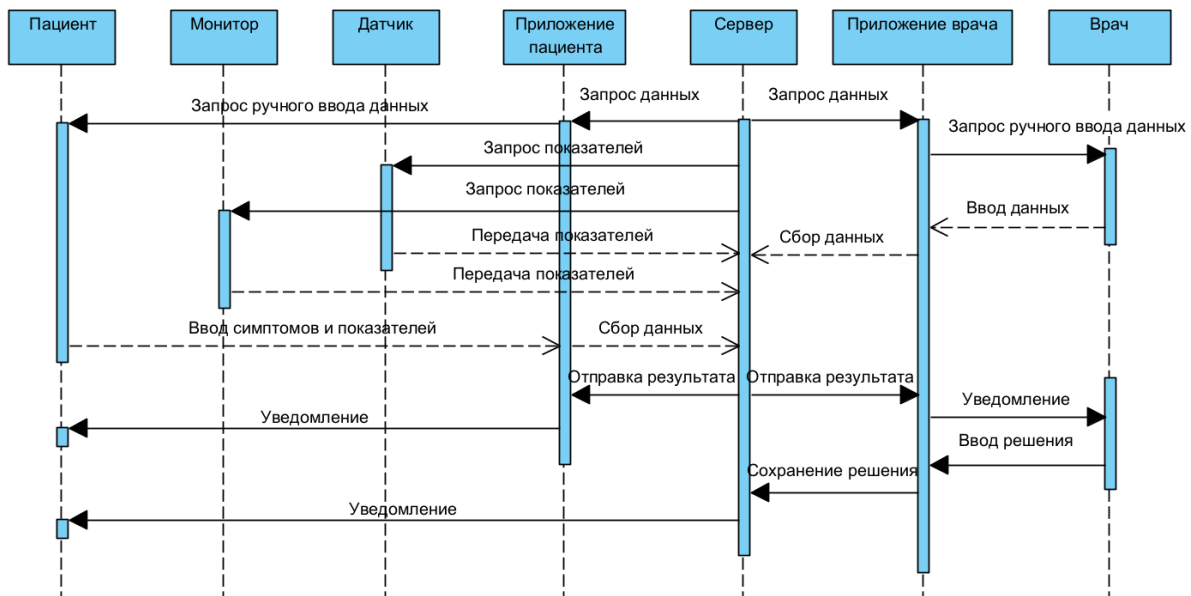 Пациент
Монитор
Датчик
Приложение
пациента
Сервер
Приложение врача
Врач
Запрос данных
Запрос данных
Запрос ручного ввода данных
Запрос ручного ввода данных
Запрос показателей
Запрос показателей
Ввод данных
Передача показателей
Сбор данных
Передача показателей
Ввод симптомов и показателей
Сбор данных
Отправка результата
Отправка результата
Уведомление
Уведомление
Ввод решения
Сохранение решения
Уведомление